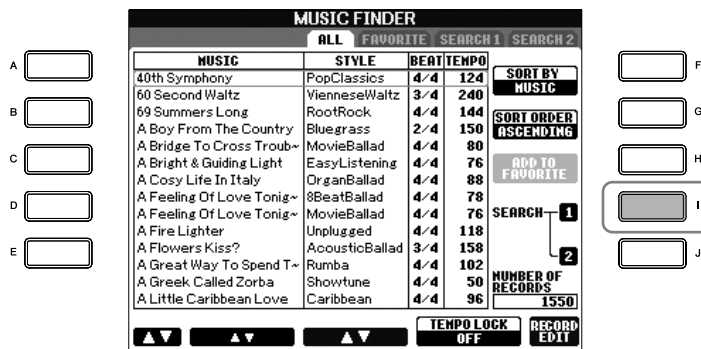 MUSIC FINDER
ALL FAVORITE SEARCH 1 SEARCH 2
MUSIC STYLE BEAT TEMPO
40th Symphony PopClassics 4/4 124
60 Second Waltz VienneseWaltz 3/4 240
69 Summers Long RootRock 4/4 144
A Boy From The Country Bluegrass 2/4 150
A Bridge To Cross Troub~ MovieBallad 4/4 80
A Bright & Guiding Light EasyListening 4/4 76
A Cosy Life In Italy OrganBallad 4/4 88
A Feeling Of Love Tonig~ 8BeatBallad 4/4 78
A Feeling Of Love Tonig~ MovieBallad 4/4 76
A Fire Lighter Unplugged 4/4 118
A Flowers Kiss? AcousticBallad 3/4 158
A Great Way To Spend T~ Rumba 4/4 102
A Greek Called Zorba Showtune 4/4 50
A Little Caribbean Love Caribbean 4/4 96
SORT BY
MUSIC
SORT ORDER
ASCENDING
ADD TO
FAVORITE
SEARCH 1
2
NUMBER OF
RECORDS
1550
TEMPO LOCK
OFF
RECORD
EDIT
A
B
C
D
E
F
G
H
I
J